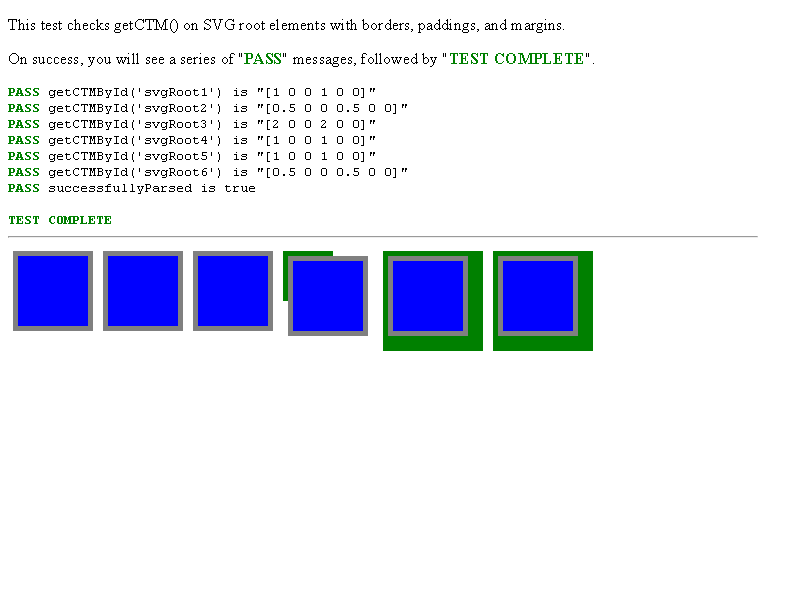 This test checks getCTM() on SVG root elements with borders, paddings, and margins.
On success, you will see a series of "PASS" messages, followed by "TEST COMPLETE".
PASS getCTMById('svgRoot1') is "[1 0 0 1 0 0]"
PASS getCTMById('svgRoot2') is "[0.5 0 0 0.5 0 0]"
PASS getCTMById('svgRoot3') is "[2 0 0 2 0 0]"
PASS getCTMById('svgRoot4') is "[1 0 0 1 0 0]"
PASS getCTMById('svgRoot5') is "[1 0 0 1 0 0]"
PASS getCTMById('svgRoot6') is "[0.5 0 0 0.5 0 0]"
PASS successfullyParsed is true
TEST COMPLETE